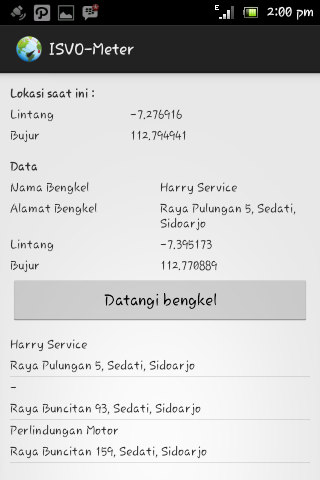 E 2:00 pm
ISVO-Meter
Lokasi saat ini :
Lintang -7.276916
Bujur 112.794941
Data
Nama Bengkel Harry Service
Alamat Bengkel Raya Pulungan 5, Sedati,
Sidoarjo
Lintang -7.395173
Bujur 112.770889
Datangi bengkel
Harry Service
Raya Pulungan 5, Sedati, Sidoarjo
-
Raya Buncitan 93, Sedati, Sidoarjo
Perlindungan Motor
Raya Buncitan 159, Sedati, Sidoarjo